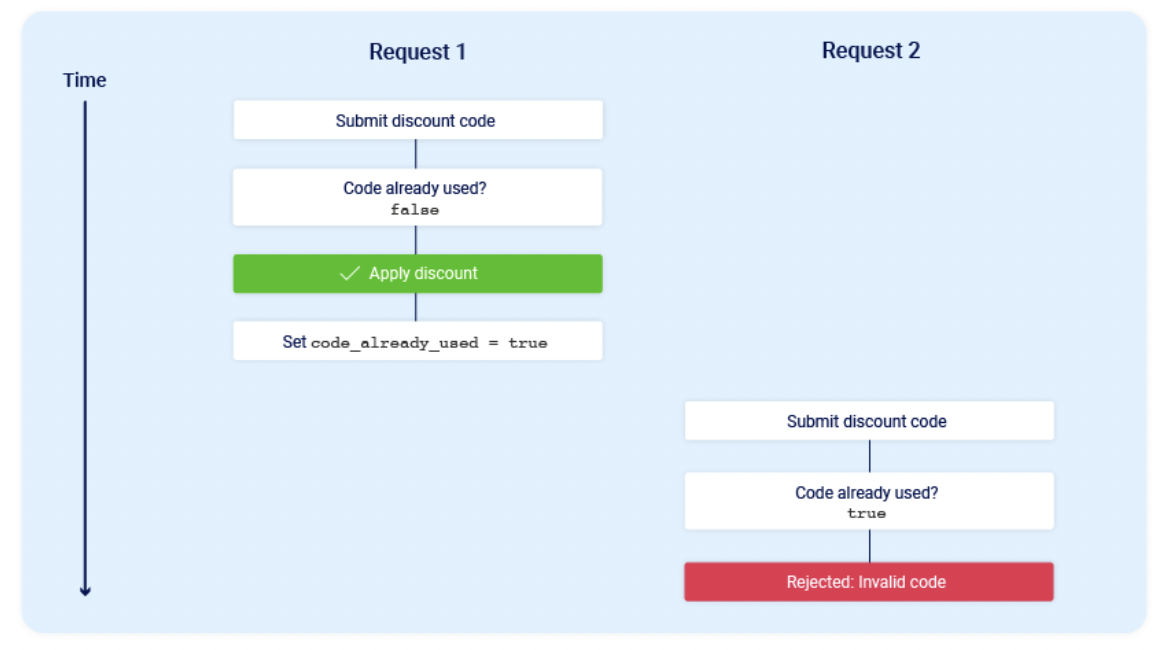 Request 1
Request 2
Time
Submit discount code
Code already used?
false
Apply discount
Set code_already_used = true
Submit discount code
Code already used?
true
Rejected: Invalid code